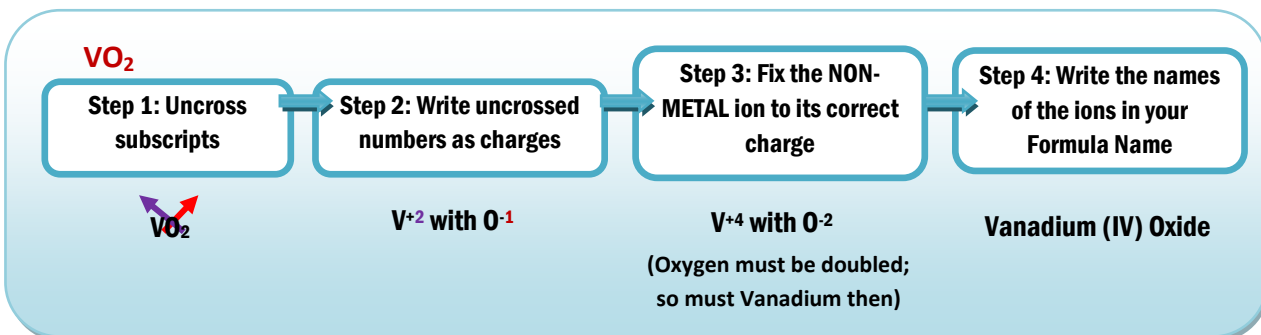 VO₂
Step 1: Uncross
subscripts
Step 2: Write uncrossed
numbers as charges
Step 3: Fix the NON-
METAL ion to its correct
charge
Step 4: Write the names
of the ions in your
Formula Name
VO₂
V⁺² with O⁻¹
V⁺⁴ with O⁻²
(Oxygen must be doubled;
so must Vanadium then)
Vanadium (IV) Oxide